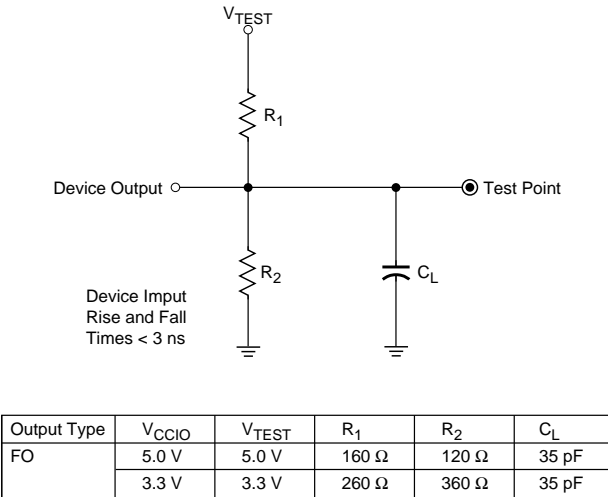 VTEST
R1
Device Output
Test Point
R2
CL
Device Imput
Rise and Fall
Times < 3 ns
Output Type VCCIO VTEST R1 R2 CL
FO 5.0 V 5.0 V 160 Ω 120 Ω 35 pF
3.3 V 3.3 V 260 Ω 360 Ω 35 pF